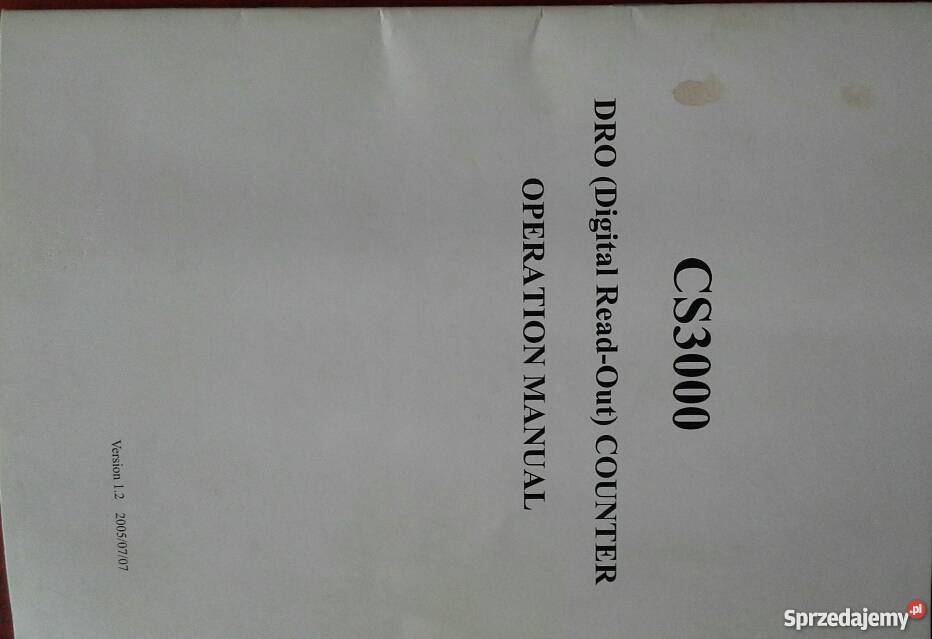 CS3000
DRO (Digital Read-Out) COUNTER
OPERATION MANUAL
Version 1.2 2005/07/07
Sprzedajemy.pl